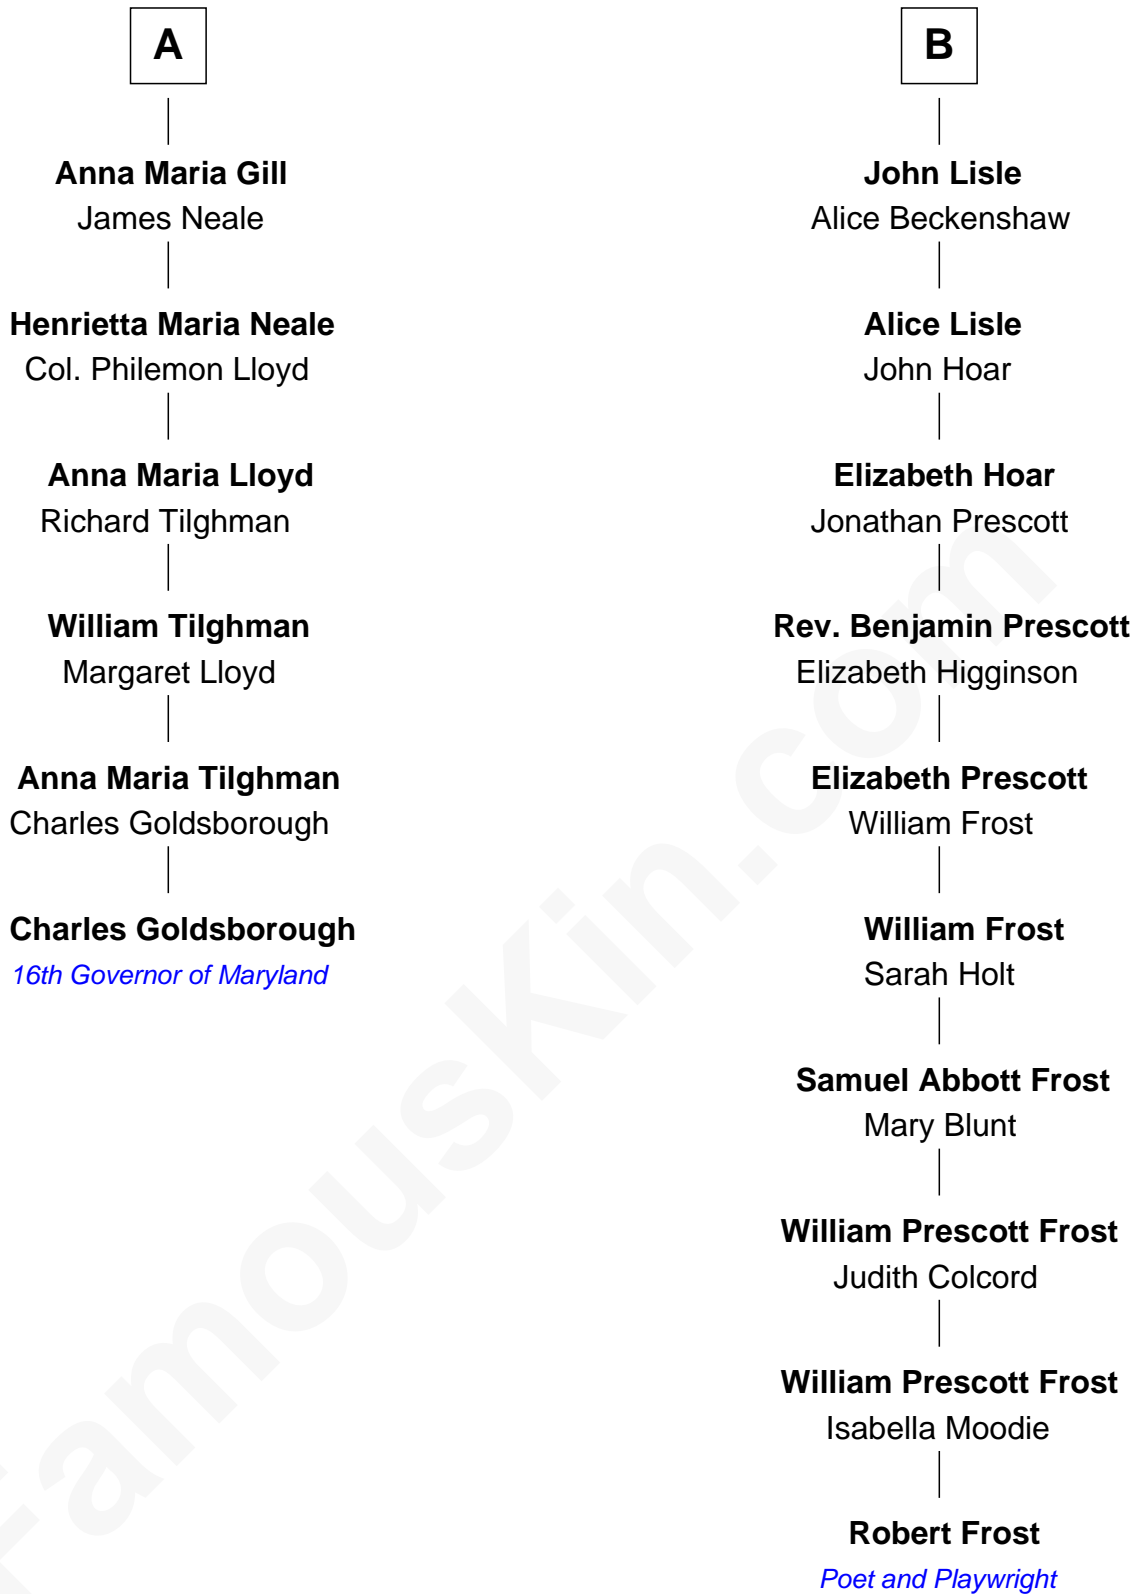 A
Anna Maria Gill
James Neale
Henrietta Maria Neale
Col. Philemon Lloyd
Anna Maria Lloyd
Richard Tilghman
William Tilghman
Margaret Lloyd
Anna Maria Tilghman
Charles Goldsborough
Charles Goldsborough
16th Governor of Maryland
B
John Lisle
Alice Beckenshaw
Alice Lisle
John Hoar
Elizabeth Hoar
Jonathan Prescott
Rev. Benjamin Prescott
Elizabeth Higginson
Elizabeth Prescott
William Frost
William Frost
Sarah Holt
Samuel Abbott Frost
Mary Blunt
William Prescott Frost
Judith Colcord
William Prescott Frost
Isabella Moodie
Robert Frost
Poet and Playwright
FamousKin.com